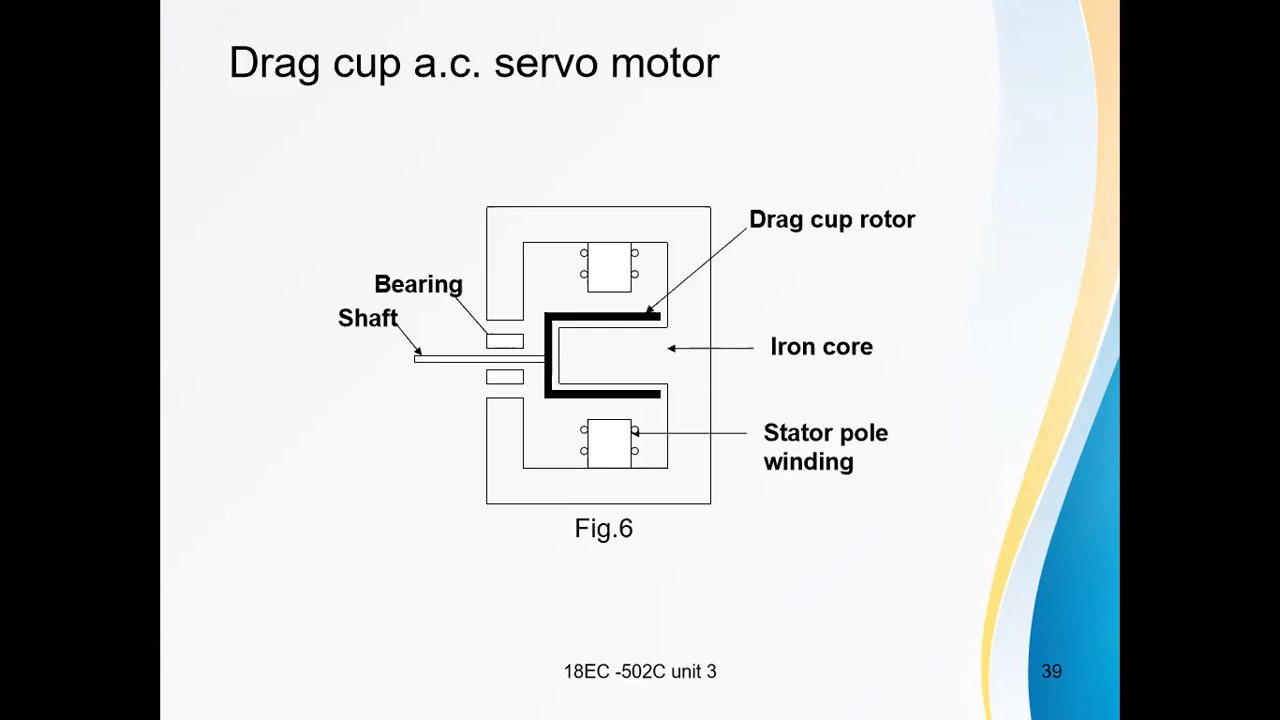 Drag cup a.c. servo motor
Drag cup rotor
Bearing
Shaft
Iron core
Stator pole
winding
Fig.6
18EC -502C unit 3
39